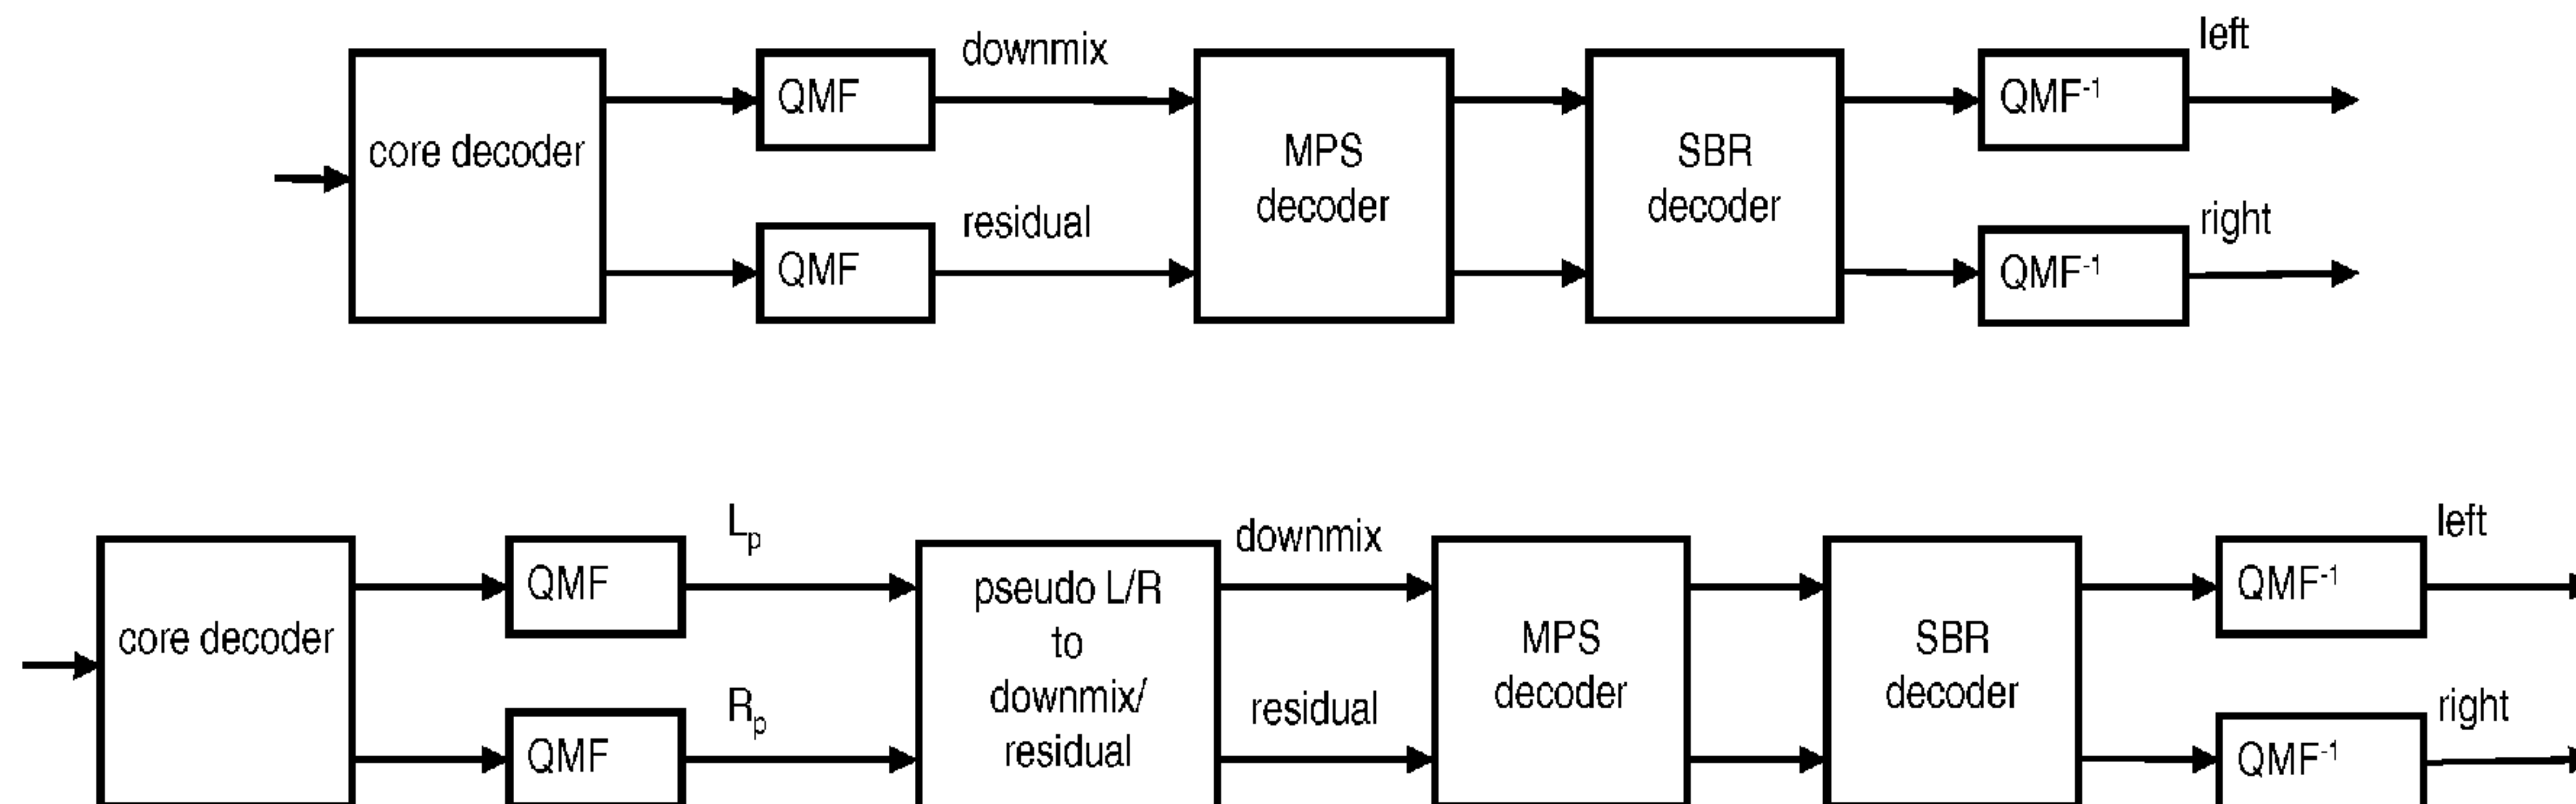 core decoder
QMF
downmix
QMF
residual
MPS
decoder
SBR
decoder
QMF-1
left
QMF-1
right
core decoder
QMF
Lp
QMF
Rp
pseudo L/R
to
downmix/
residual
downmix
residual
MPS
decoder
SBR
decoder
QMF-1
left
QMF-1
right